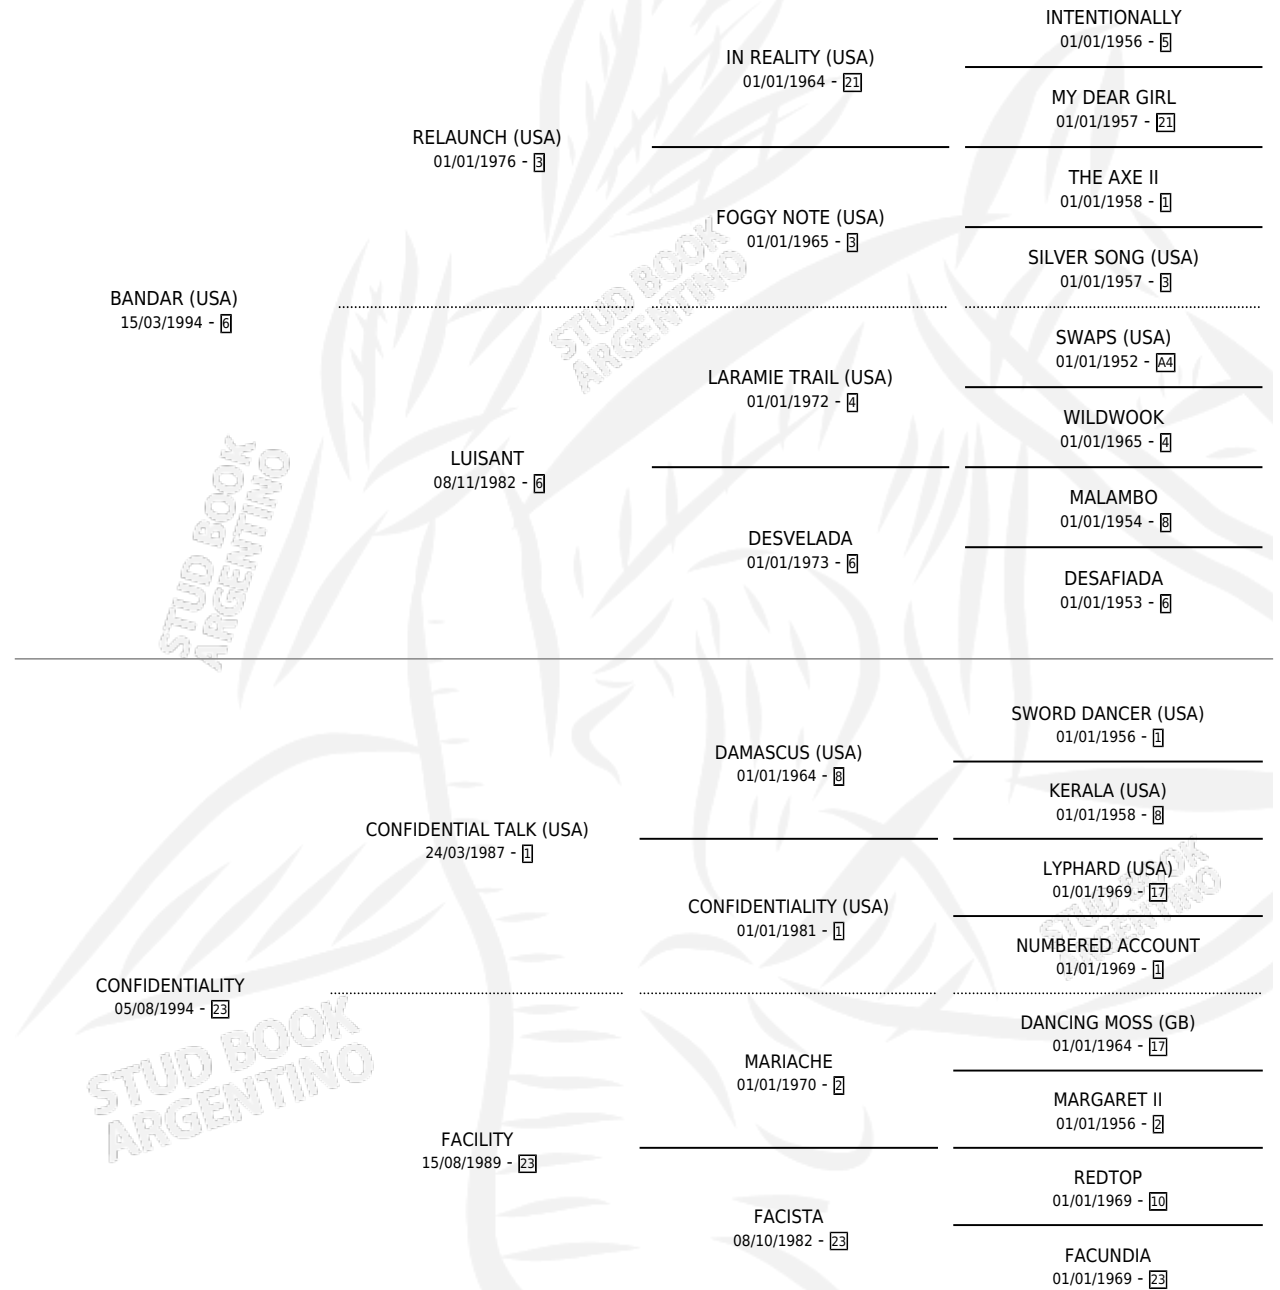 INTENTIONALLY
01/01/1956 - 5
IN REALITY (USA)
01/01/1964 - 21
MY DEAR GIRL
01/01/1957 - 21
RELAUNCH (USA)
01/01/1976 - 3
THE AXE II
01/01/1958 - 1
FOGGY NOTE (USA)
01/01/1965 - 3
SILVER SONG (USA)
01/01/1957 - 3
BANDAR (USA)
15/03/1994 - 6
SWAPS (USA)
01/01/1952 - A4
LARAMIE TRAIL (USA)
01/01/1972 - 4
WILDWOOK
01/01/1965 - 4
LUISANT
08/11/1982 - 6
MALAMBO
01/01/1954 - 8
DESVELADA
01/01/1973 - 6
DESAFIADA
01/01/1953 - 6
SWORD DANCER (USA)
01/01/1956 - 1
DAMASCUS (USA)
01/01/1964 - 8
KERALA (USA)
01/01/1958 - 8
CONFIDENTIAL TALK (USA)
24/03/1987 - 1
LYPHARD (USA)
01/01/1969 - 17
CONFIDENTIALITY (USA)
01/01/1981 - 1
NUMBERED ACCOUNT
01/01/1969 - 1
CONFIDENTIALITY
05/08/1994 - 23
DANCING MOSS (GB)
01/01/1964 - 17
MARIACHE
01/01/1970 - 2
MARGARET II
01/01/1956 - 2
FACILITY
15/08/1989 - 23
REDTOP
01/01/1969 - 10
FACISTA
08/10/1982 - 23
FACUNDIA
01/01/1969 - 23
STUD BOOK
ARGENTINO
STUD BOOK
ARGENTINO
STUD BOOK
ARGENTINO
STUD BOOK
ARGENTINO